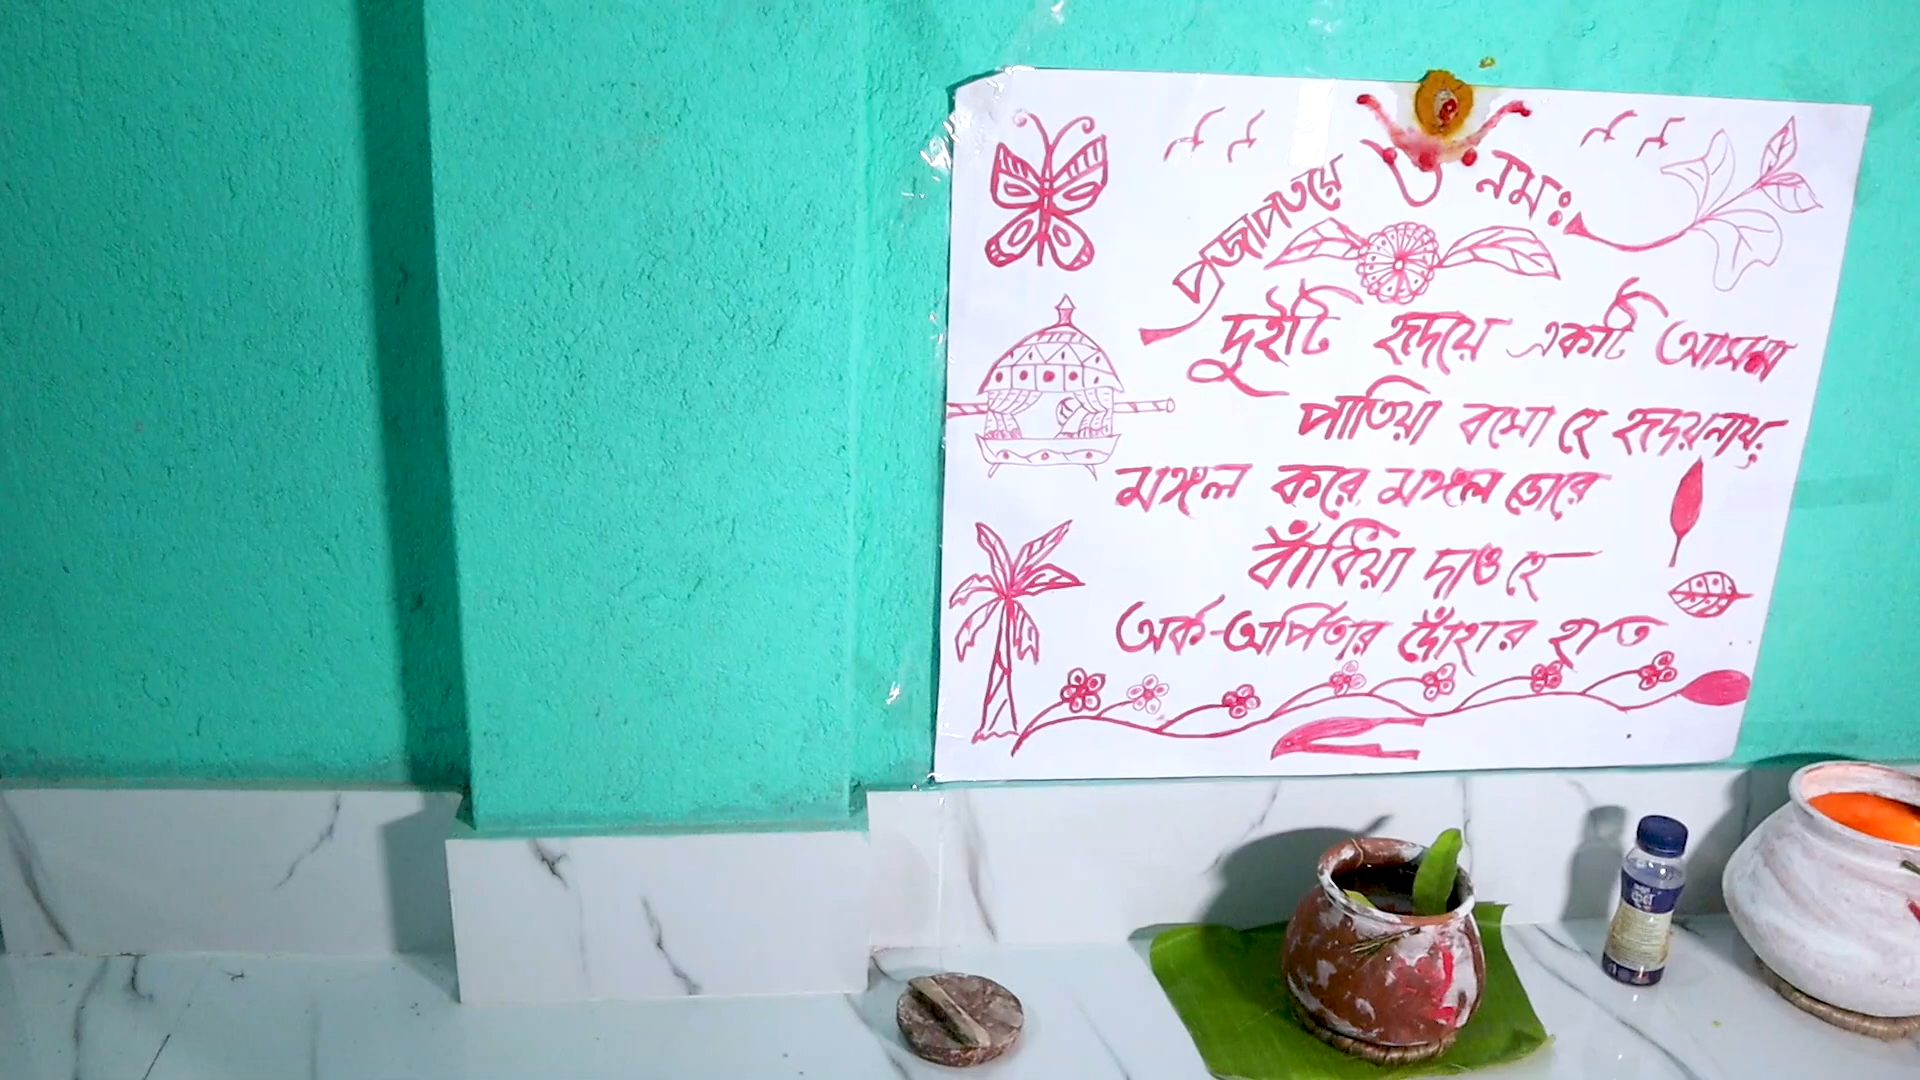 প্রজাপতয়ে নমঃ
দুইটি হৃদয়ে একটি আসন
পাতিয়া বসো হে হৃদয়নাথ,
মঙ্গল করে মঙ্গল ডোরে
বাঁধিয়া দাও হে
অর্ক-অর্পিতার দোঁহার হাত